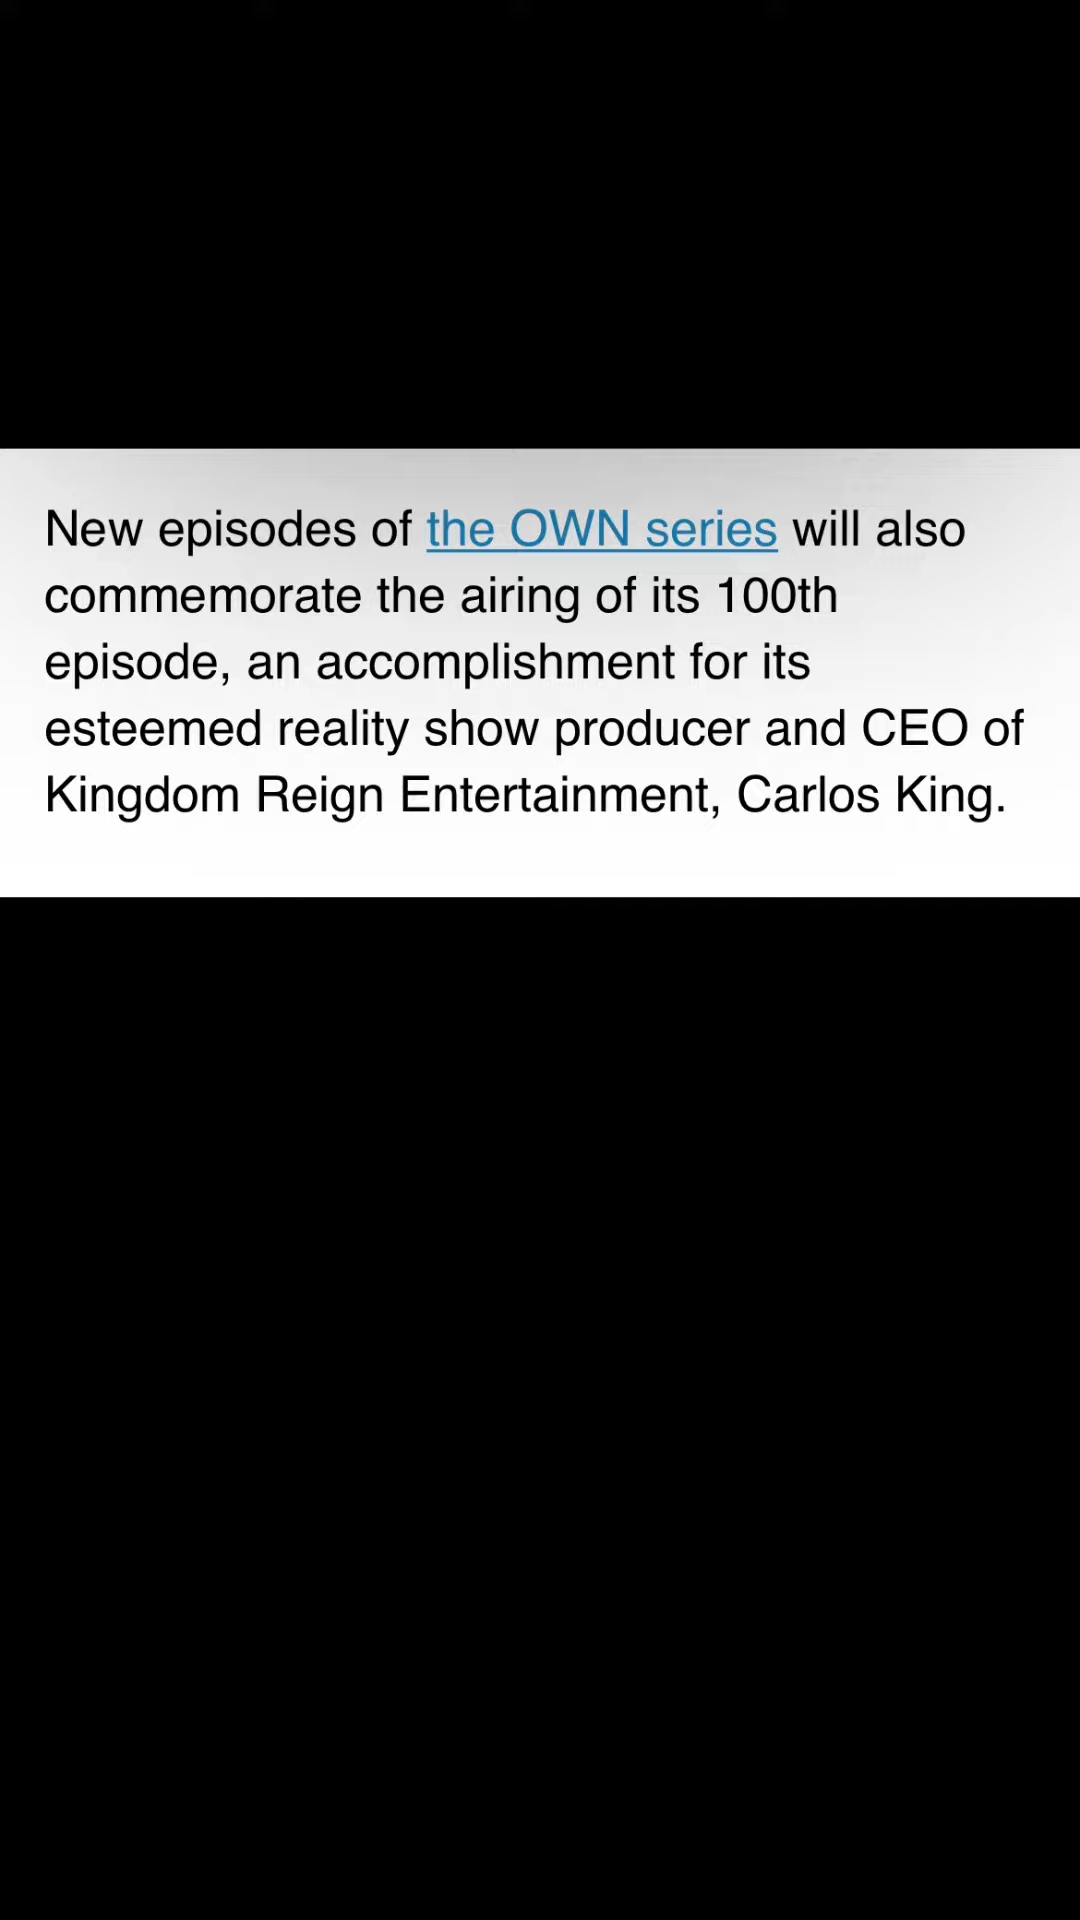 New episodes of the OWN series will also
commemorate the airing of its 100th
episode, an accomplishment for its
esteemed reality show producer and CEO of
Kingdom Reign Entertainment, Carlos King.